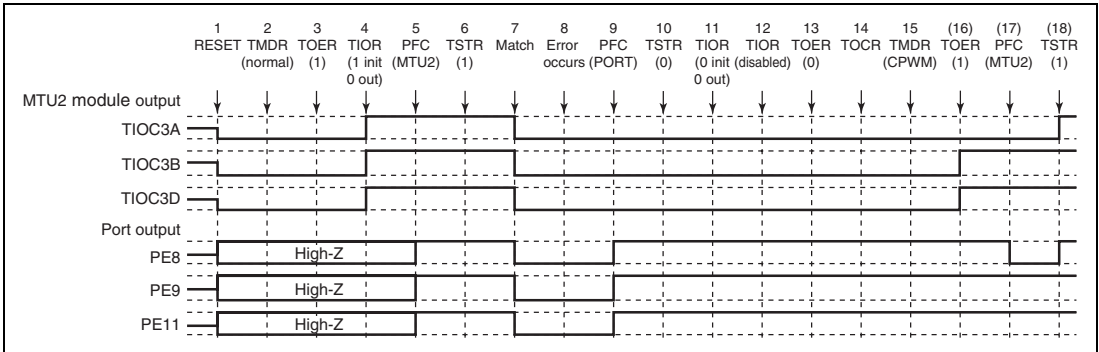 1 2 3 4 5 6 7 8 9 10 11 12 13 14 15 (16) (17) (18)
RESET TMDR TOER TIOR PFC TSTR Match Error PFC TSTR TIOR TIOR TOER TOCR TMDR TOER PFC TSTR
(normal) (1) (1 init (MTU2) (1) occurs (PORT) (0) (0 init (disabled) (0) (CPWM) (1) (MTU2) (1)
0 out) 0 out)
MTU2 module output
TIOC3A
TIOC3B
TIOC3D
Port output
PE8 High-Z
PE9 High-Z
PE11 High-Z